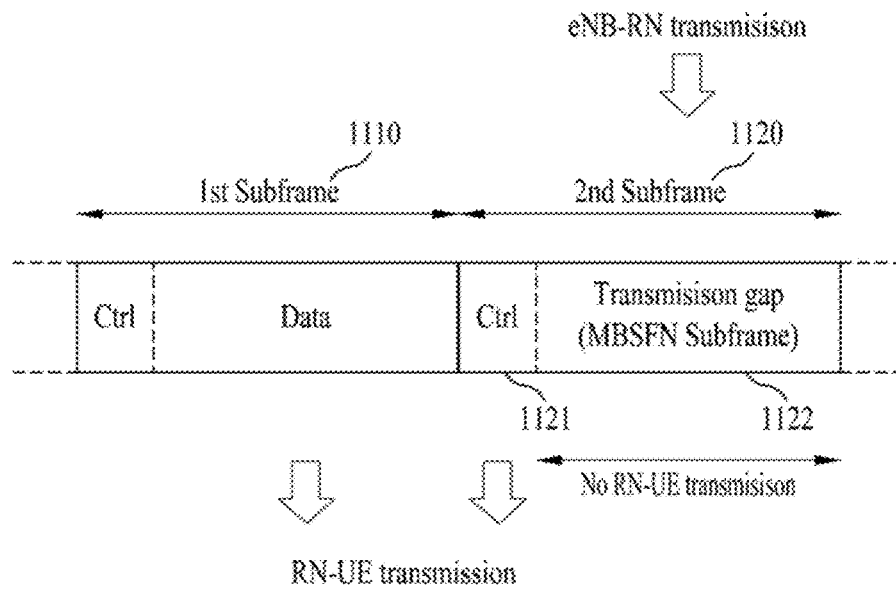 eNB-RN transmisison
1110
1120
1st Subframe
2nd Subframe
Ctrl
Data
Ctrl
Transmisison gap
(MBSFN Subframe)
1121
1122
No RN-UE transmisison
RN-UE transmission